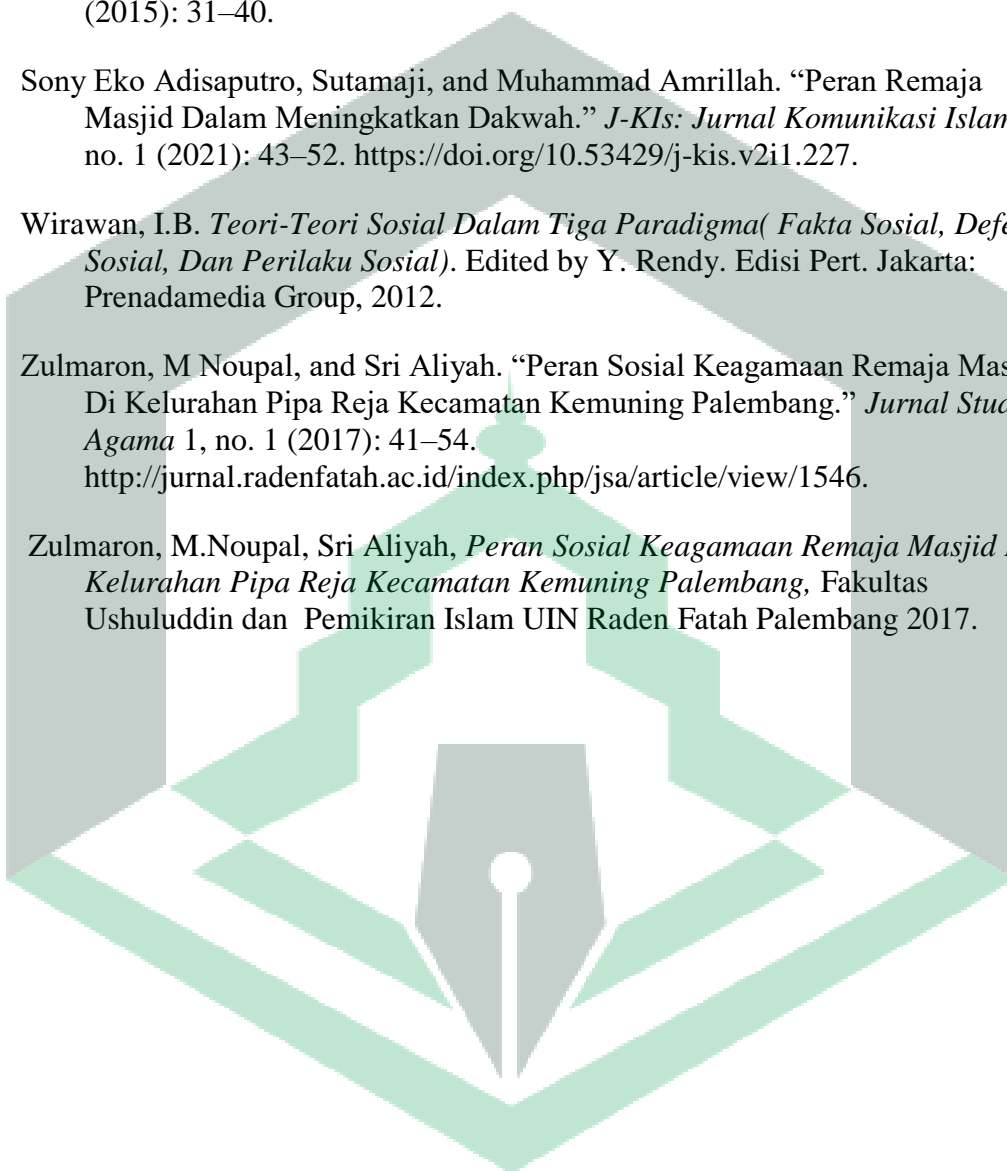 (2015): 31–40.
Sony Eko Adisaputro, Sutamaji, and Muhammad Amrillah. “Peran Remaja
Masjid Dalam Meningkatkan Dakwah.” J-KIs: Jurnal Komunikasi Islam
no. 1 (2021): 43–52. https://doi.org/10.53429/j-kis.v2i1.227.
Wirawan, I.B. Teori-Teori Sosial Dalam Tiga Paradigma( Fakta Sosial,
Sosial, Dan Perilaku Sosial). Edited by Y. Rendy. Edisi Pert. Jakarta:
Prenadamedia Group, 2012.
Zulmaron, M Noupal, and Sri Aliyah. “Peran Sosial Keagamaan Remaja
Di Kelurahan Pipa Reja Kecamatan Kemuning Palembang.” Jurnal
Agama 1, no. 1 (2017): 41–54.
http://jurnal.radenfatah.ac.id/index.php/jsa/article/view/1546.
Zulmaron, M.Noupal, Sri Aliyah, Peran Sosial Keagamaan Remaja Masjid
Kelurahan Pipa Reja Kecamatan Kemuning Palembang, Fakultas
Ushuluddin dan Pemikiran Islam UIN Raden Fatah Palembang 2017.